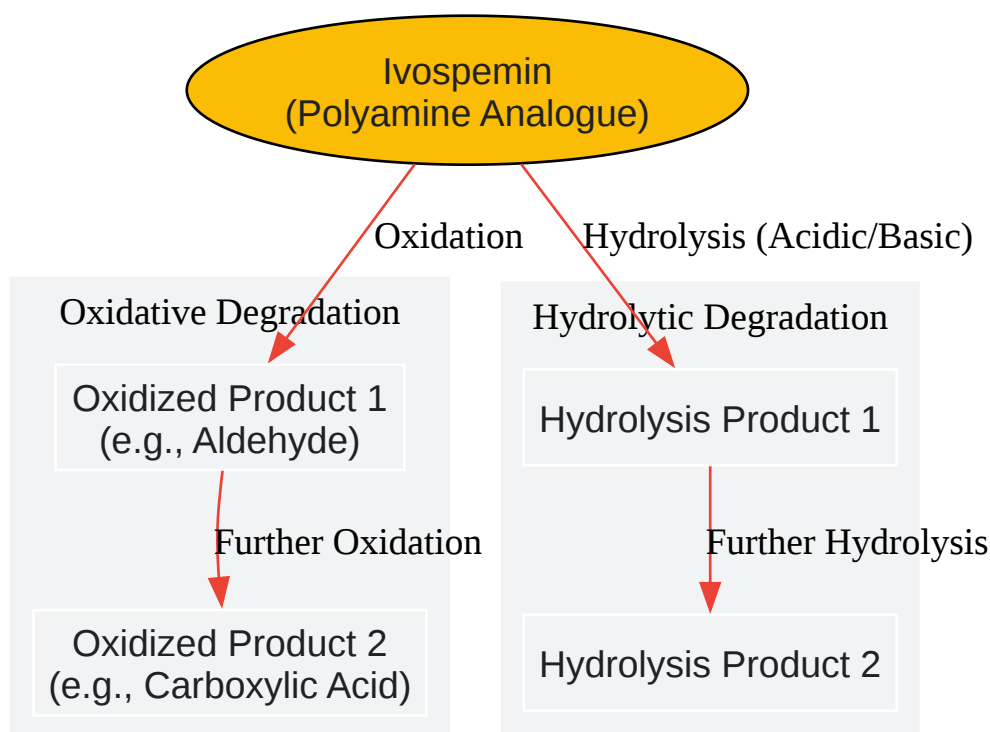 Ivospemin
(Polyamine Analogue)
Oxidation
Hydrolysis (Acidic/Basic)
Oxidative Degradation
Hydrolytic Degradation
Oxidized Product 1
(e.g., Aldehyde)
Hydrolysis Product 1
Further Oxidation
Further Hydrolysis
Oxidized Product 2
(e.g., Carboxylic Acid)
Hydrolysis Product 2